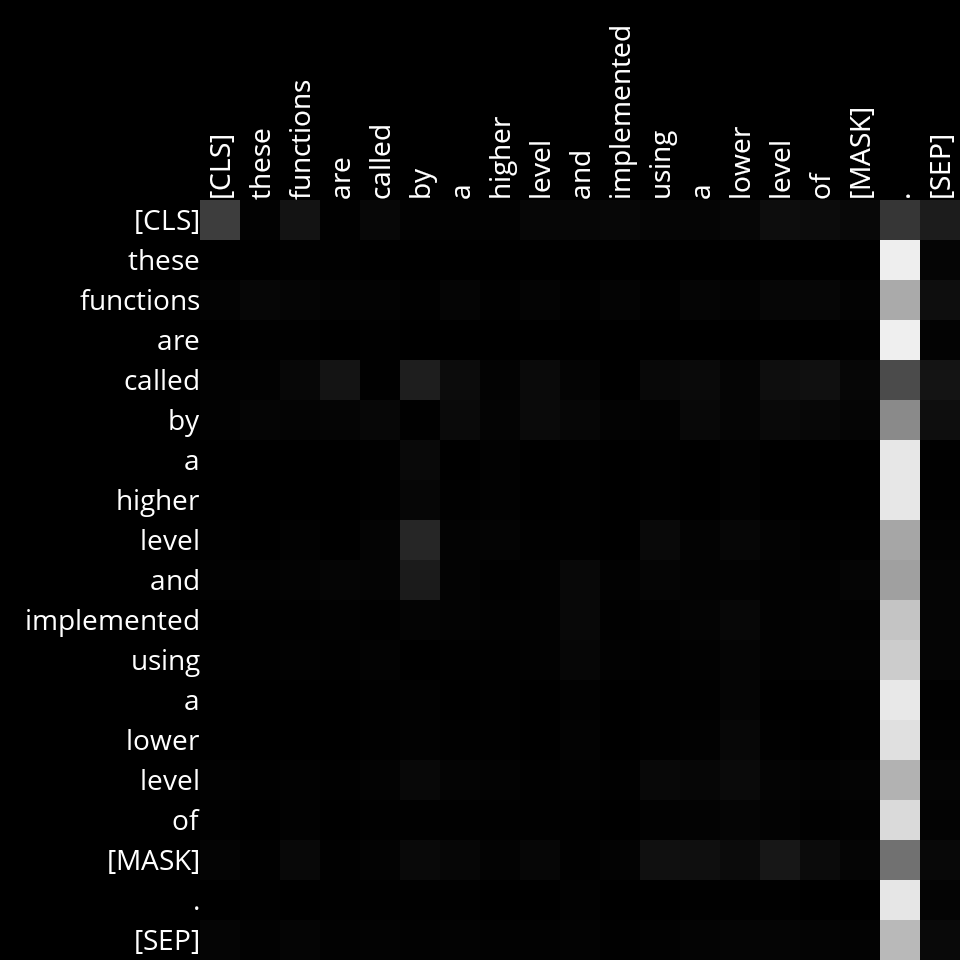 [CLS] these functions are called by a higher level and implemented using a lower level of [MASK] . [SEP]
[CLS]
these
functions
are
called
by
a
higher
level
and
implemented
using
a
lower
level
of
[MASK]
.
[SEP]